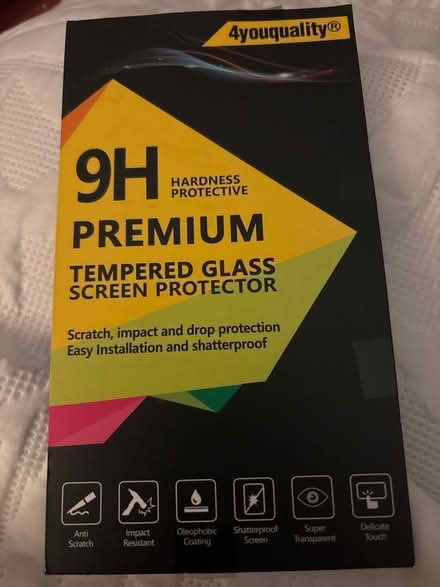 4youquality®
9H HARDNESS
PROTECTIVE
PREMIUM
TEMPERED GLASS
SCREEN PROTECTOR
Scratch, impact and drop protection
Easy Installation and shatterproof
Anti
Scratch
Impact
Resistant
Oleophobic
Coating
Shatterproof
Screen
Super
Transparent
Delicate
Touch